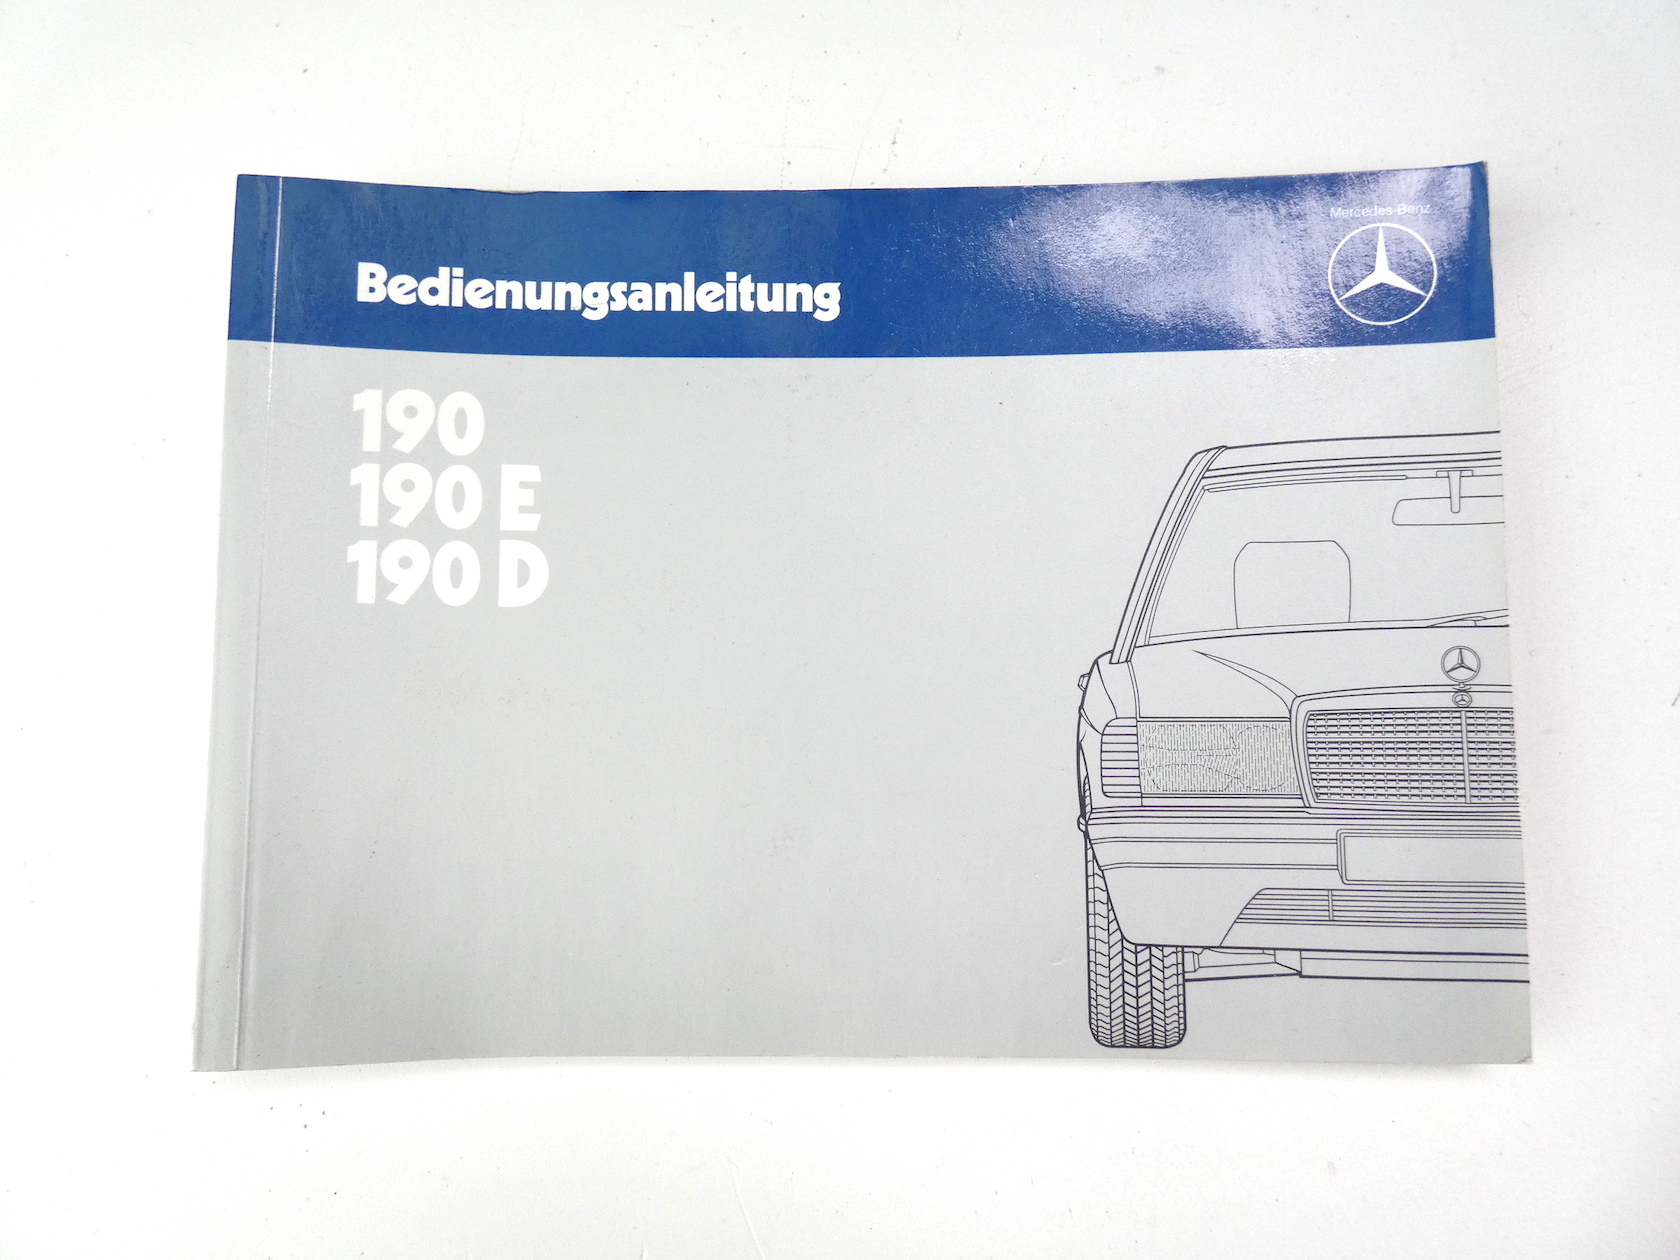 Mercedes-Benz
Bedienungsanleitung
190
190 E
190 D